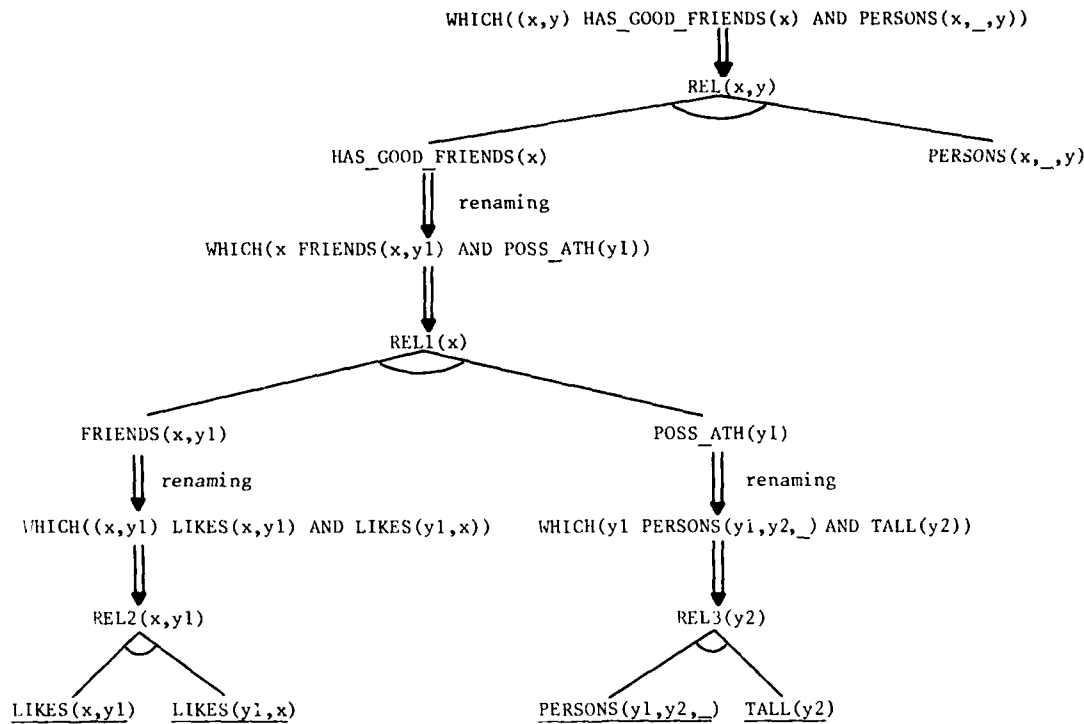 WHICH((x,y) HAS_GOOD_FRIENDS(x) AND PERSONS(x,_,y))
REL(x,y)
HAS_GOOD_FRIENDS(x) PERSONS(x,_,y)
renaming
WHICH(x FRIENDS(x,y1) AND POSS_ATH(y1))
REL1(x)
FRIENDS(x,y1) POSS_ATH(y1)
renaming renaming
WHICH((x,y1) LIKES(x,y1) AND LIKES(y1,x)) WHICH(y1 PERSONS(y1,y2,_) AND TALL(y2))
REL2(x,y1) REL3(y2)
LIKES(x,y1) LIKES(y1,x) PERSONS(y1,y2,_) TALL(y2)